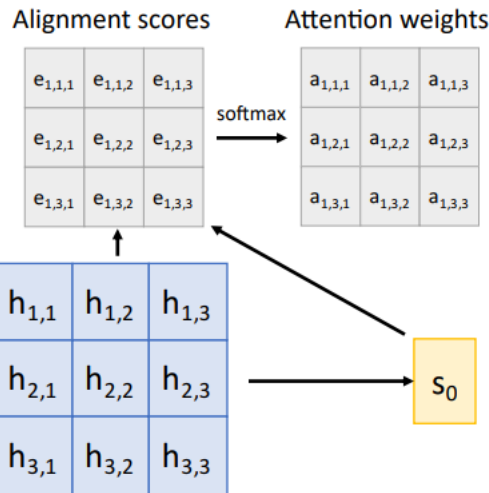 Alignment scores
Attention weights
e1,1,1 e1,1,2 e1,1,3
e1,2,1 e1,2,2 e1,2,3
e1,3,1 e1,3,2 e1,3,3
softmax
a1,1,1 a1,1,2 a1,1,3
a1,2,1 a1,2,2 a1,2,3
a1,3,1 a1,3,2 a1,3,3
h1,1 h1,2 h1,3
h2,1 h2,2 h2,3
h3,1 h3,2 h3,3
s0